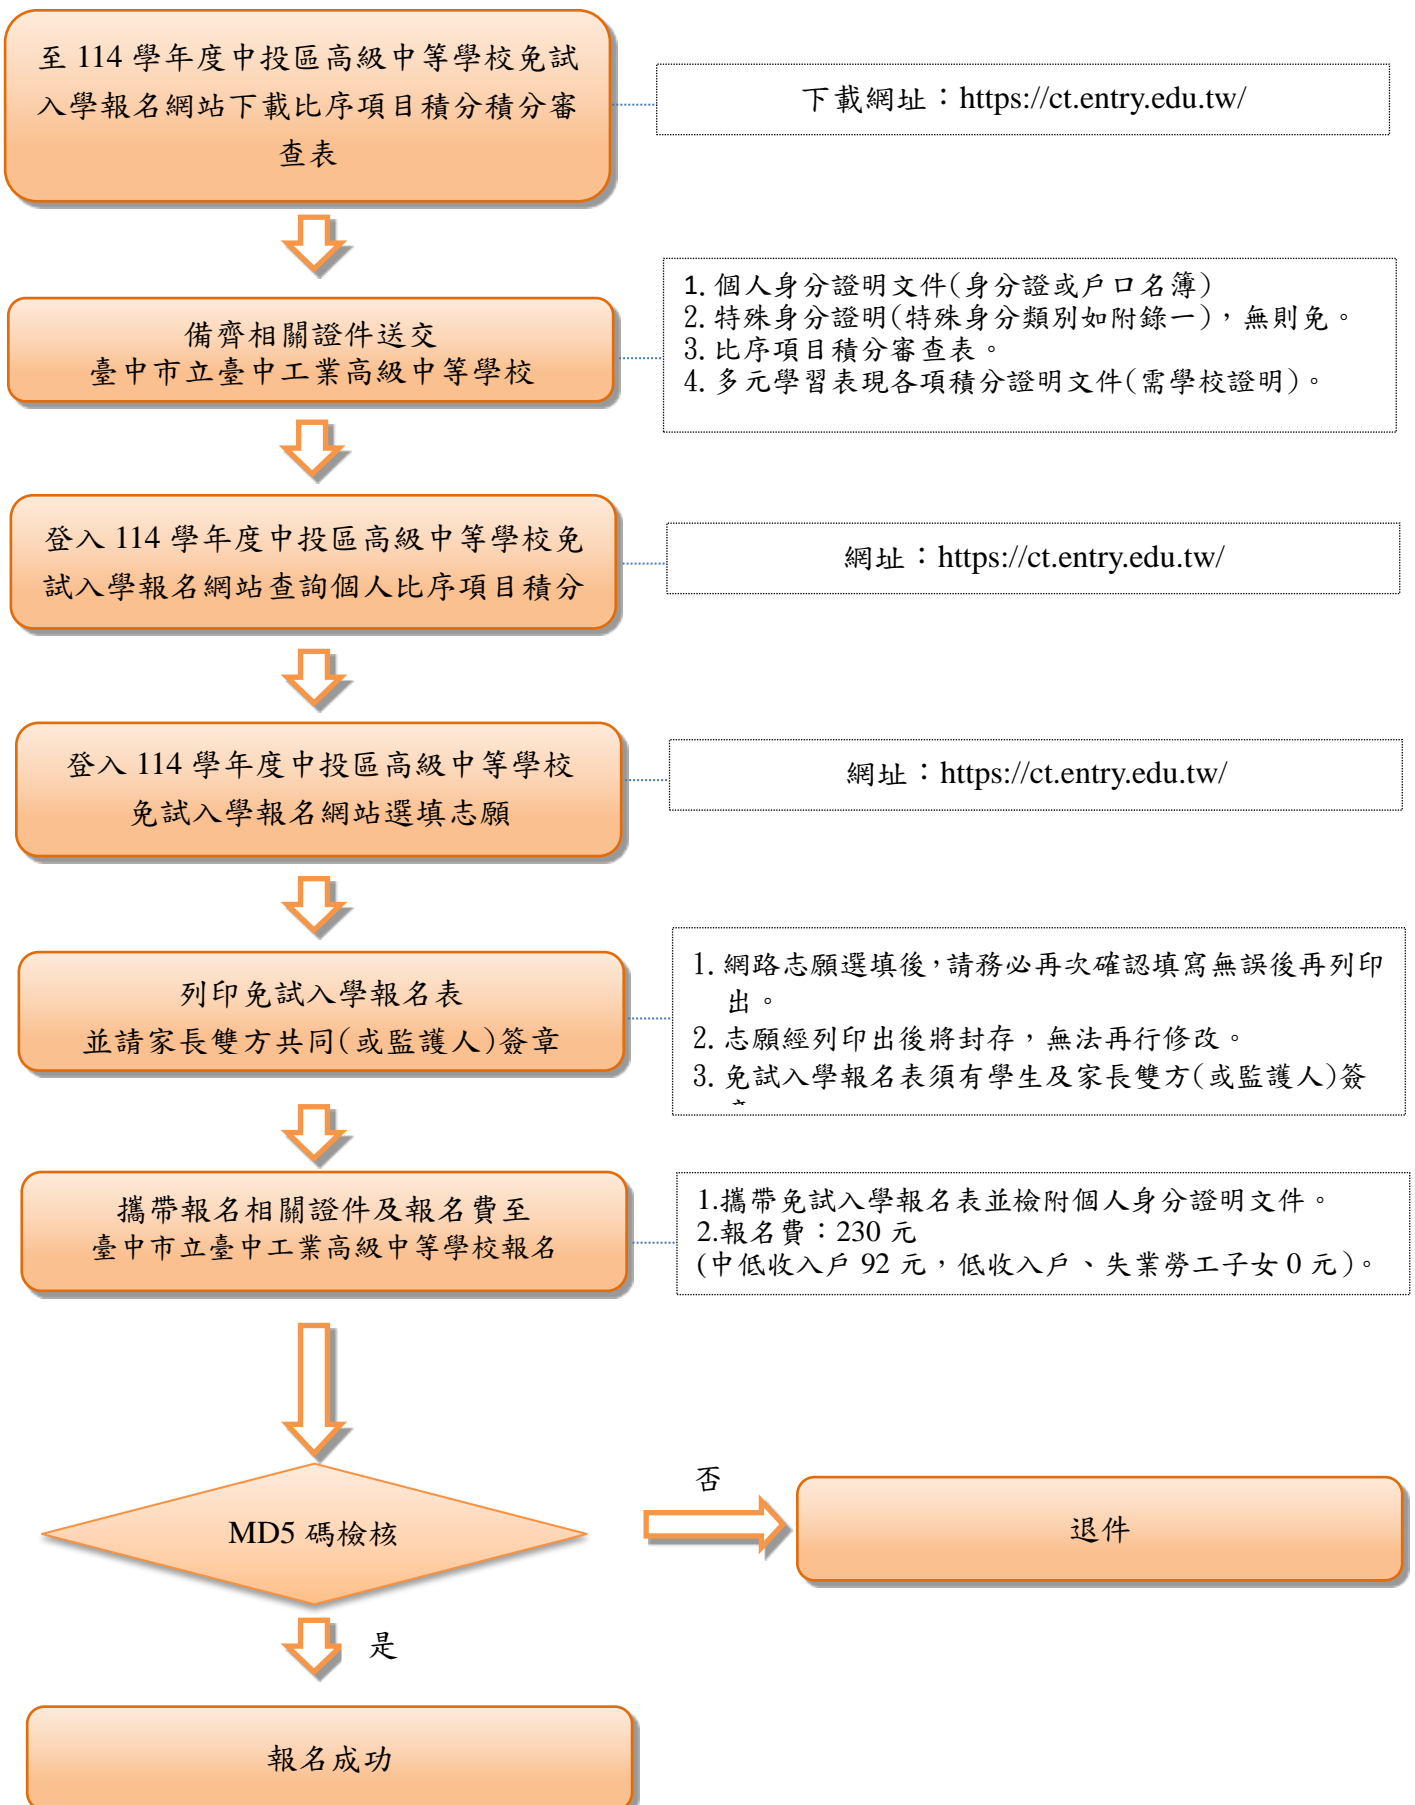 至 114 學年度中投區高級中等學校免試
入學報名網站下載比序項目積分積分審
查表
下載網址：https://ct.entry.edu.tw/
備齊相關證件送交
臺中市立臺中工業高級中等學校
1. 個人身分證明文件(身分證或戶口名簿)
2. 特殊身分證明(特殊身分類別如附錄一)，無則免。
3. 比序項目積分審查表。
4. 多元學習表現各項積分證明文件(需學校證明)。
登入 114 學年度中投區高級中等學校免
試入學報名網站查詢個人比序項目積分
網址：https://ct.entry.edu.tw/
登入 114 學年度中投區高級中等學校
免試入學報名網站選填志願
網址：https://ct.entry.edu.tw/
列印免試入學報名表
並請家長雙方共同(或監護人)簽章
1. 網路志願選填後，請務必再次確認填寫無誤後再列印
出。
2. 志願經列印出後將封存，無法再行修改。
3. 免試入學報名表須有學生及家長雙方(或監護人)簽
攜帶報名相關證件及報名費至
臺中市立臺中工業高級中等學校報名
1.攜帶免試入學報名表並檢附個人身分證明文件。
2.報名費：230 元
(中低收入戶 92 元，低收入戶、失業勞工子女 0 元)。
MD5 碼檢核
否
退件
是
報名成功